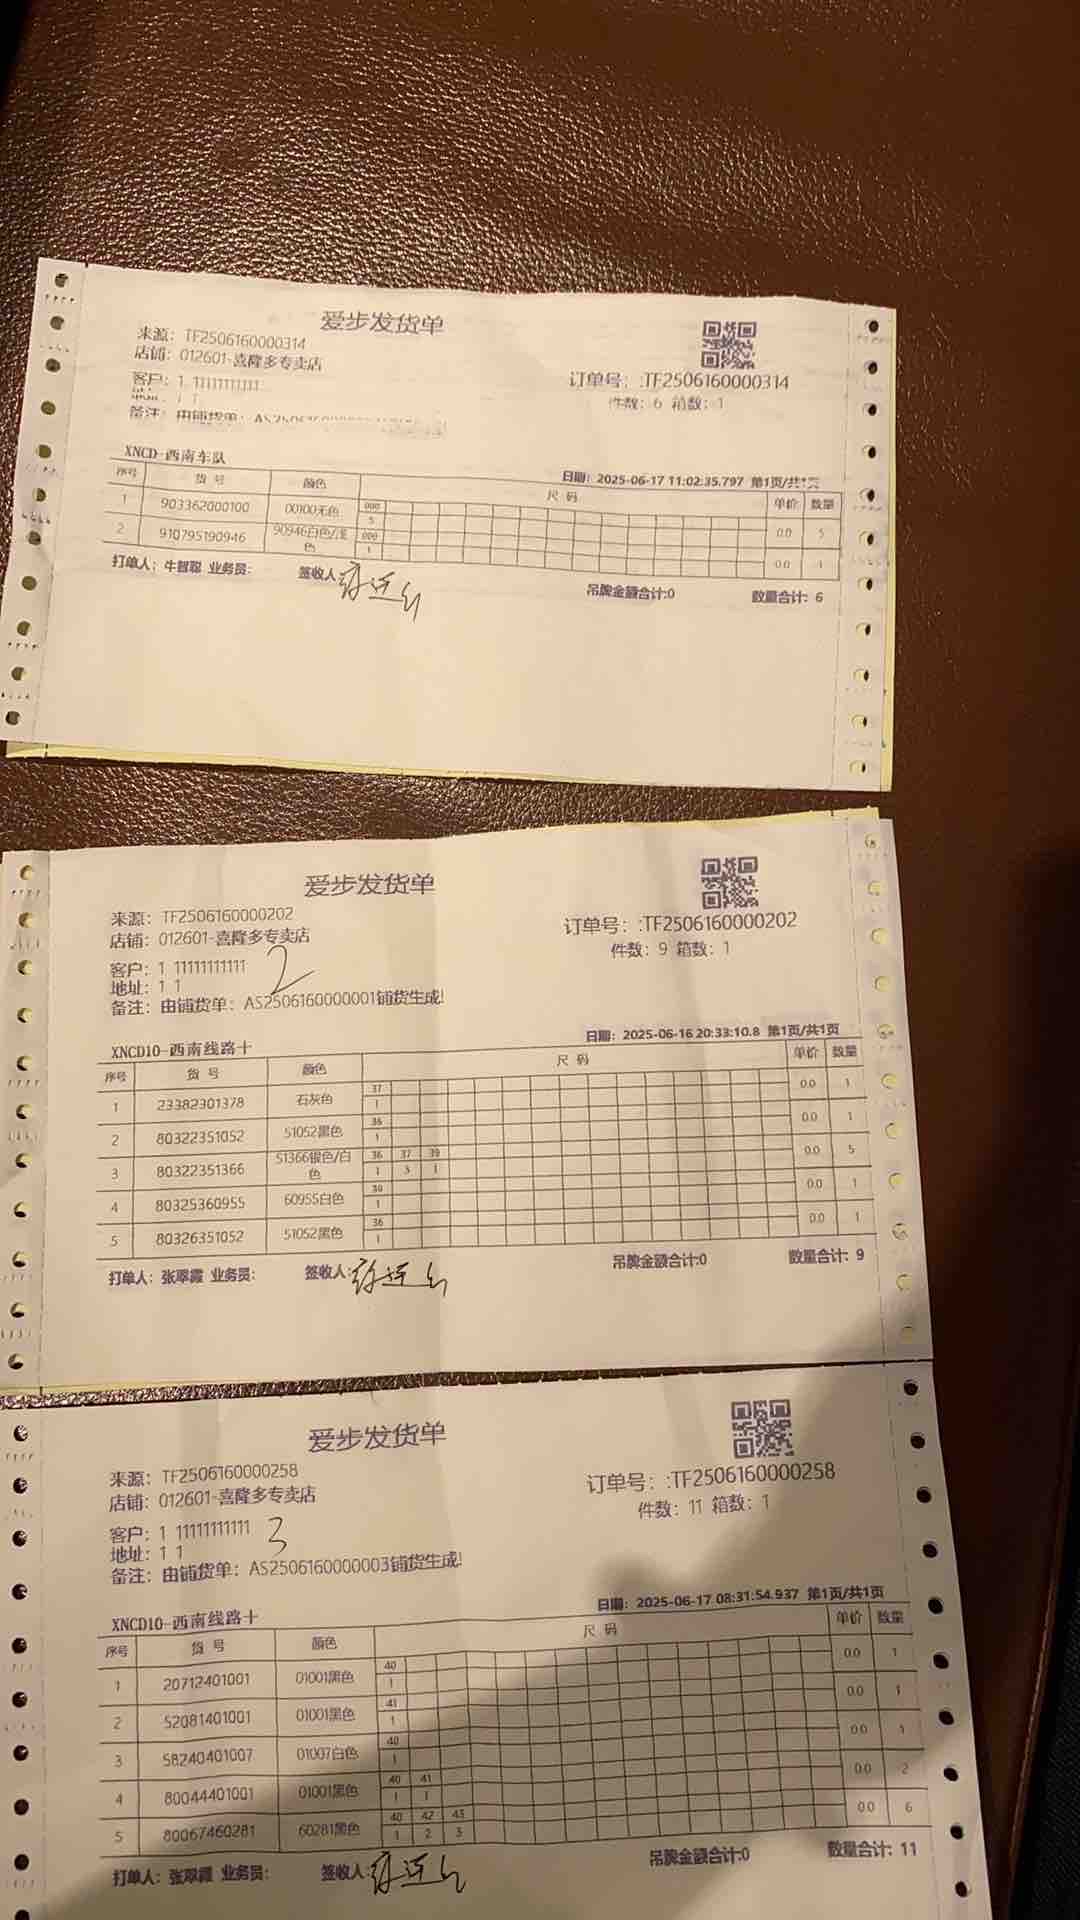 爱步发货单
来源：TF2506160000314
店铺：012601-喜隆多专卖店
订单号：:TF2506160000314
客户：1 11111111111
件数：6 箱数：1
地址：1 1
备注：由铺货单：
XNCD-西南车队
日期：2025-06-17 11:02:35.797 第1页/共1页
序号 货号 颜色 尺码 单价 数量
1 903362000100 00100无色 000 5 0.0 5
2 910795190946 90946白色/浅色 000 1 0.0 1
打单人：牛智聪 业务员： 签收人 吊牌金额合计:0 数量合计：6
爱步发货单
来源：TF2506160000202
订单号：:TF2506160000202
店铺：012601-喜隆多专卖店
件数：9 箱数：1
客户：1 11111111111
2
地址：1 1
备注：由铺货单：AS2506160000001铺货生成!
XNCD10-西南线路十
日期：2025-06-16 20:33:10.8 第1页/共1页
序号 货号 颜色 尺码 单价 数量
1 23382301378 石灰色 37 1 0.0 1
2 80322351052 51052黑色 36 1 0.0 1
3 80322351366 51366银色/白色 36 37 39 1 3 1 0.0 5
4 80325360955 60955白色 39 1 0.0 1
5 80326351052 51052黑色 36 1 0.0 1
打单人：张翠霞 业务员： 签收人: 吊牌金额合计:0 数量合计：9
爱步发货单
来源：TF2506160000258
订单号：:TF2506160000258
店铺：012601-喜隆多专卖店
件数：11 箱数：1
客户：1 11111111111
3
地址：1 1
备注：由铺货单：AS2506160000003铺货生成!
XNCD10-西南线路十
日期：2025-06-17 08:31:54.937 第1页/共1页
序号 货号 颜色 尺码 单价 数量
1 20712401001 01001黑色 40 1 0.0 1
2 52081401001 01001黑色 41 1 0.0 1
3 58240401007 01007白色 40 1 0.0 1
4 80044401001 01001黑色 40 41 1 1 0.0 2
5 80067460281 60281黑色 40 42 43 1 2 3 0.0 6
打单人：张翠霞 业务员： 签收人: 吊牌金额合计:0 数量合计：11